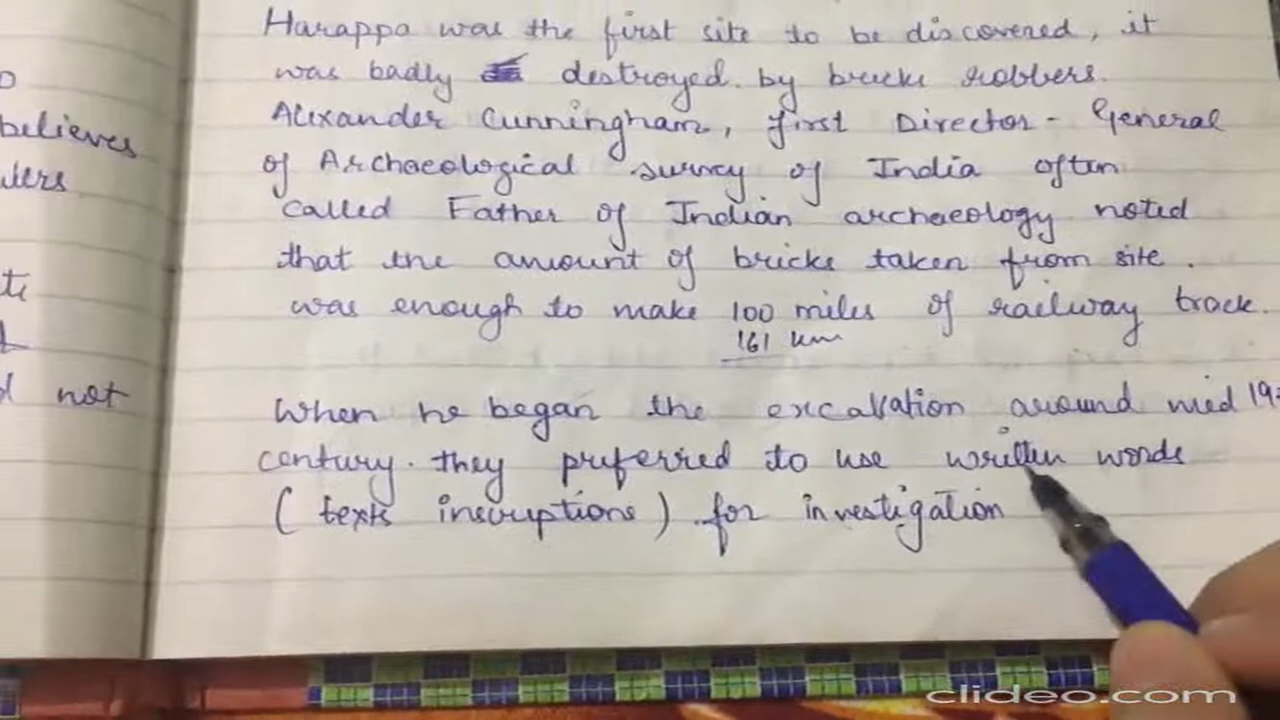 Harappa was the first site to be discovered, it
was badly destroyed by bricks robbers.
Alexander Cunningham, first Director - General
of Archaeological survey of India often
called Father of Indian archaeology noted
that the amount of bricks taken from site.
was enough to make 100 miles of railway track.
161 km
When he began the excavation around mid 19
century. they preferred to use written words
(texts inscriptions) for investigation
believes
not
clideo.com